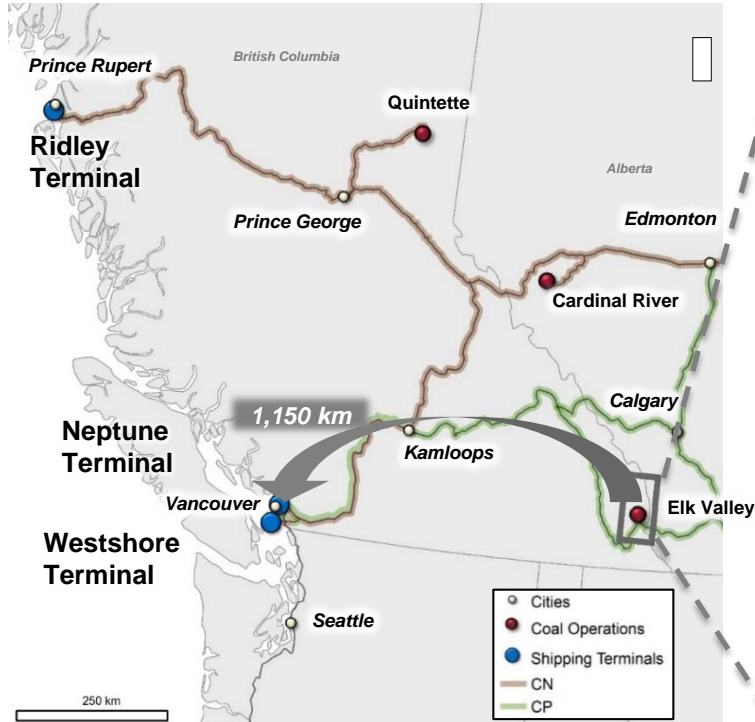 Prince Rupert
British Columbia
Quintette
Ridley
Terminal
Alberta
Prince George
Edmonton
Cardinal River
1,150 km
Calgary
Neptune
Terminal
Kamloops
Vancouver
Elk Valley
Westshore
Terminal
Seattle
Cities
Coal Operations
Shipping Terminals
CN
CP
250 km